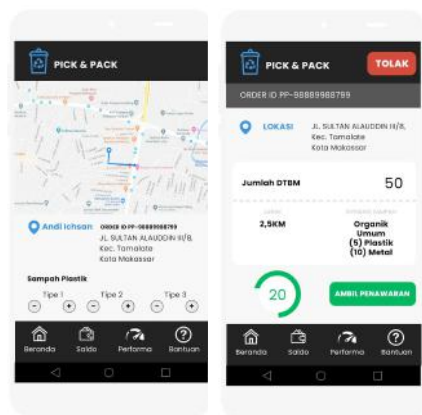 PICK & PACK
Andi Ichsan
ORDER ID PP-98889988799
JL. SULTAN ALAUDDIN III/8,
Kec. Tamalate
Kota Makassar
Sampah Plastik
Tipe 1
Tipe 2
Tipe 3
Beranda
Saldo
Performa
Bantuan
PICK & PACK
TOLAK
ORDER ID PP-98889988799
LOKASI
JL. SULTAN ALAUDDIN III/8,
Kec. Tamalate
Kota Makassar
Jumlah DTBM
50
2,5KM
Organik
Umum
(5) Plastik
(10) Metal
20
AMBIL PENAWARAN
Beranda
Saldo
Performa
Bantuan